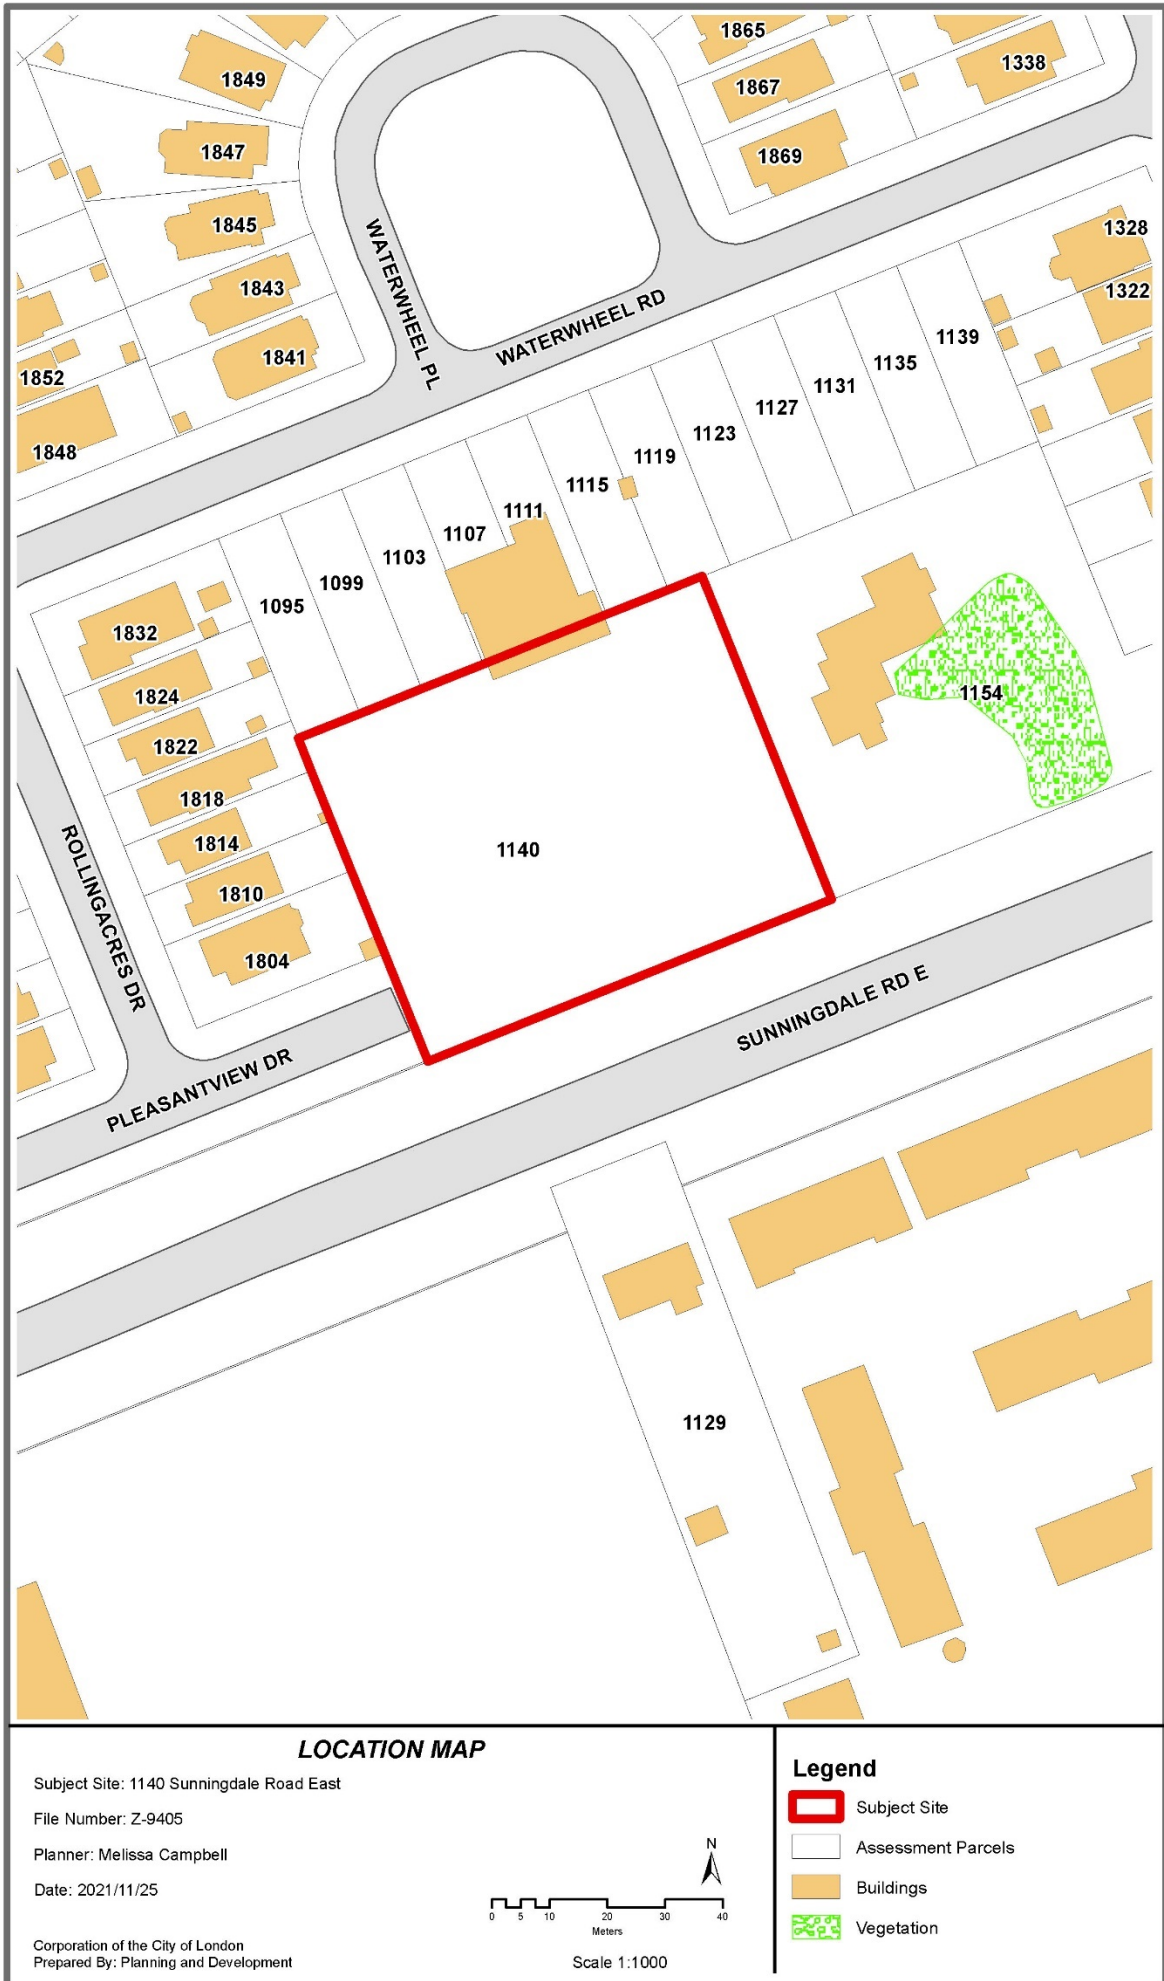 1865
1849
1338
1867
1847
1869
1845
WATERWHEEL PL
1328
1843
1322
WATERWHEEL RD
1841
1139
1852
1135
1131
1848
1127
1123
1119
1115
1111
1107
1103
1099
1095
1832
1824
1154
1822
1818
1814
1140
ROLLINGACRES DR
1810
1804
SUNNINGDALE RD E
PLEASANTVIEW DR
1129
LOCATION MAP
Subject Site: 1140 Sunningdale Road East
File Number: Z-9405
Planner: Melissa Campbell
Date: 2021/11/25
Corporation of the City of London
Prepared By: Planning and Development
N
0 5 10 20 30 40
Meters
Scale 1:1000
Legend
Subject Site
Assessment Parcels
Buildings
Vegetation